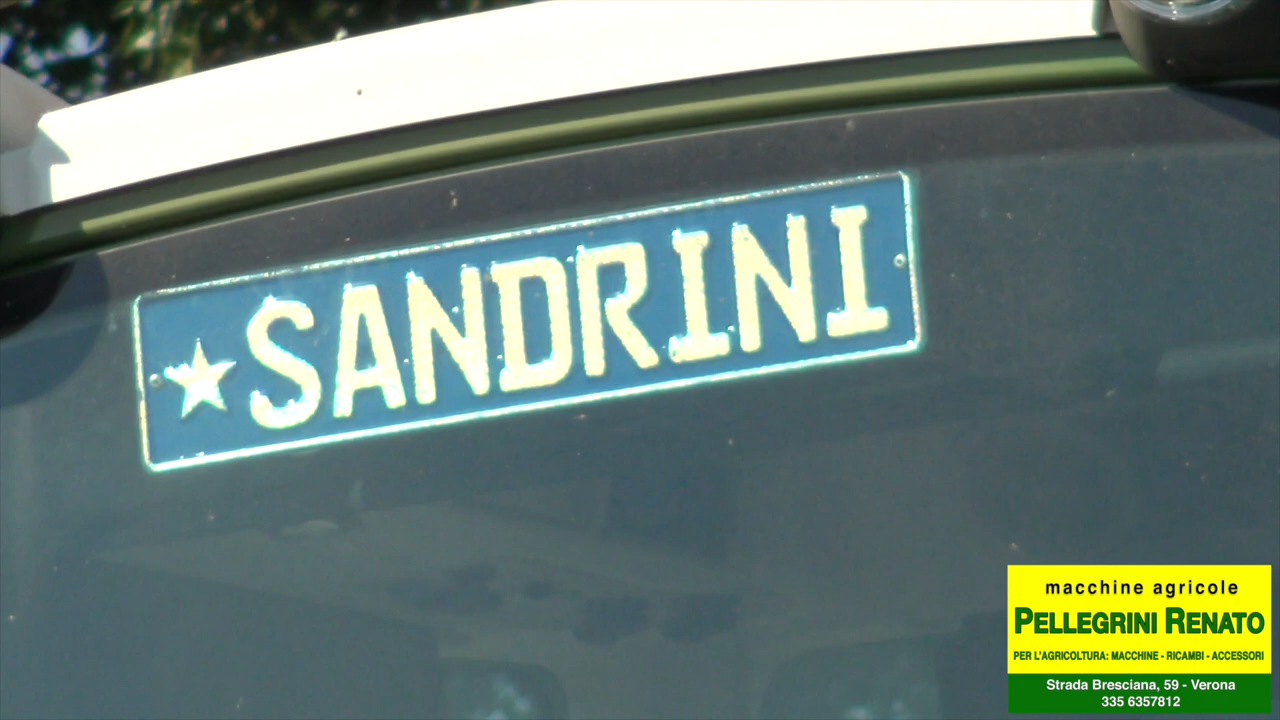 ★SANDRINI
macchine agricole
PELLEGRINI RENATO
PER L'AGRICOLTURA: MACCHINE - RICAMBI - ACCESSORI
Strada Bresciana, 59 - Verona
335 6357812